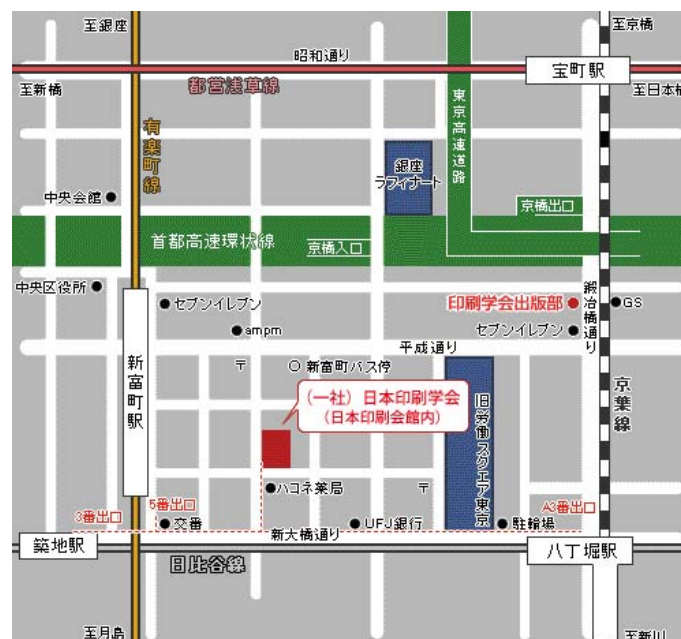 至銀座
昭和通り
至京橋
宝町駅
至新橋
都営浅草線
至日本橋
有楽町線
東京高速道路
銀座
ラフィナート
中央会館
京橋出口
首都高速環状線
京橋入口
中央区役所
セブンイレブン
印刷学会出版部
鍛冶橋通り
GS
ampm
セブンイレブン
平成通り
新富町駅
〒
新富町バス停
京葉線
(一社)日本印刷学会
(日本印刷会館内)
旧労働スクエア東京
ハコネ薬局
〒
3番出口
5番出口
A3番出口
交番
UFJ銀行
駐輪場
新大橋通り
築地駅
日比谷線
八丁堀駅
至月島
至新川